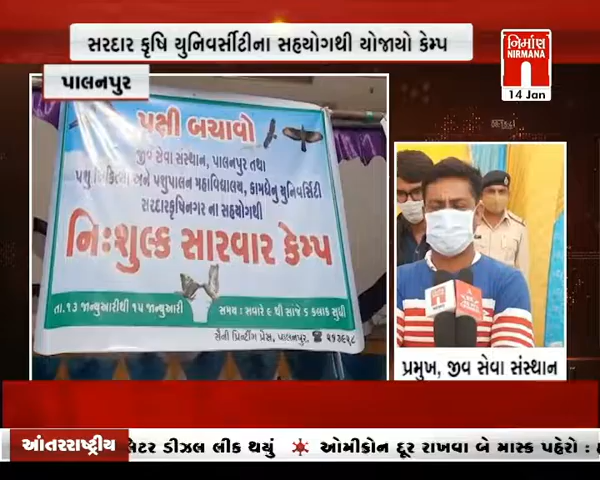 સરદાર કૃષિ યુનિવર્સીટીના સહયોગથી યોજાયો કેમ્પ
નિર્માણ
NIRMANA
14 Jan
પાલનપુર
પક્ષી બચાવો
જીવ સેવા સંસ્થાન, પાલનપુર તથા
પશુ ચિકિત્સા અને પશુપાલન મહાવિદ્યાલય, કામધેનુ યુનિવર્સિટી
સરદારકૃષિનગર ના સહયોગથી
નિઃશુલ્ક સારવાર કેમ્પ
તા.૧૩ જાન્યુઆરીથી ૧૫ જાન્યુઆરી
સમય : સવારે ૯ થી સાંજે ૬ કલાક સુધી
સૈની પ્રિન્ટીંગ પ્રેસ, પાલનપુર.
પ્રમુખ, જીવ સેવા સંસ્થાન
આંતરરાષ્ટ્રીય લિટર ડીઝલ લીક થયું ઓમીક્રોન દૂર રાખવા બે માસ્ક પહેરો :